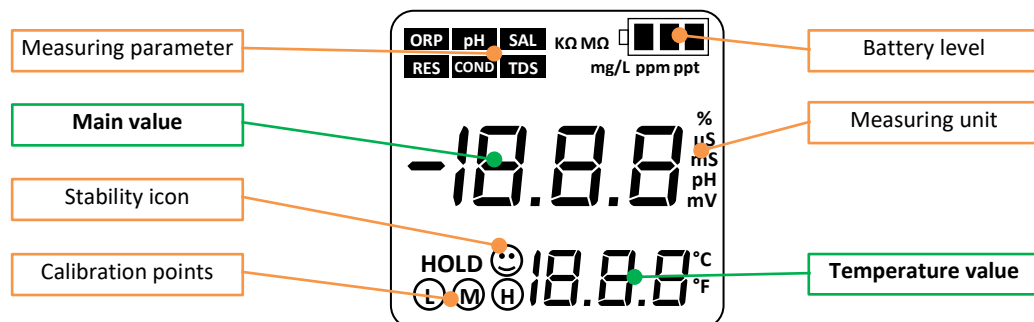 Measuring parameter
Main value
Stability icon
Calibration points
ORP pH SAL
RES COND TDS
KΩ MΩ
mg/L ppm ppt
-18.8.8
%
µS
mS
pH
mV
HOLD
L M H
18.8.8
°C
°F
Battery level
Measuring unit
Temperature value